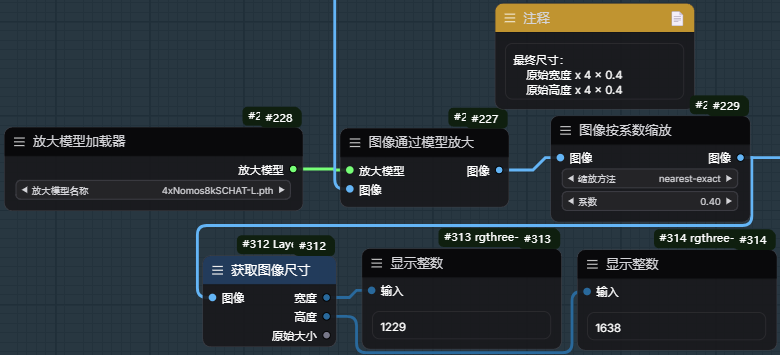 注释
最终尺寸：
原始宽度 x 4 × 0.4
原始高度 x 4 × 0.4
#2 #228
放大模型加载器
放大模型
放大模型名称 4xNomos8kSCHAT-L.pth
#2 #227
图像通过模型放大
放大模型 图像
图像
#2 #229
图像按系数缩放
图像 图像
缩放方法 nearest-exact
系数 0.40
#312 Laye #312
获取图像尺寸
图像 宽度
高度
原始大小
#313 rgthree- #313
显示整数
输入
1229
#314 rgthree- #314
显示整数
输入
1638